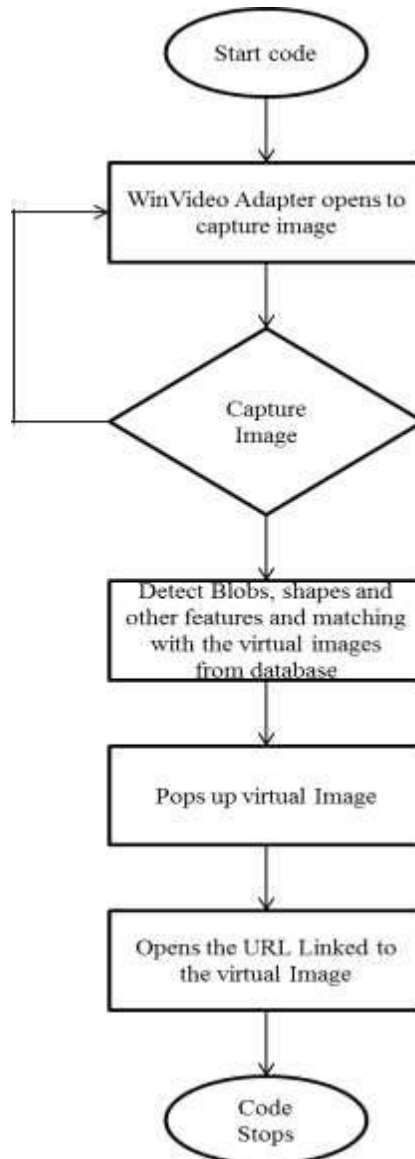 Start code
WinVideo Adapter opens to
capture image
Capture
Image
Detect Blobs, shapes and
other features and matching
with the virtual images
from database
Pops up virtual Image
Opens the URL Linked to
the virtual Image
Code
Stops